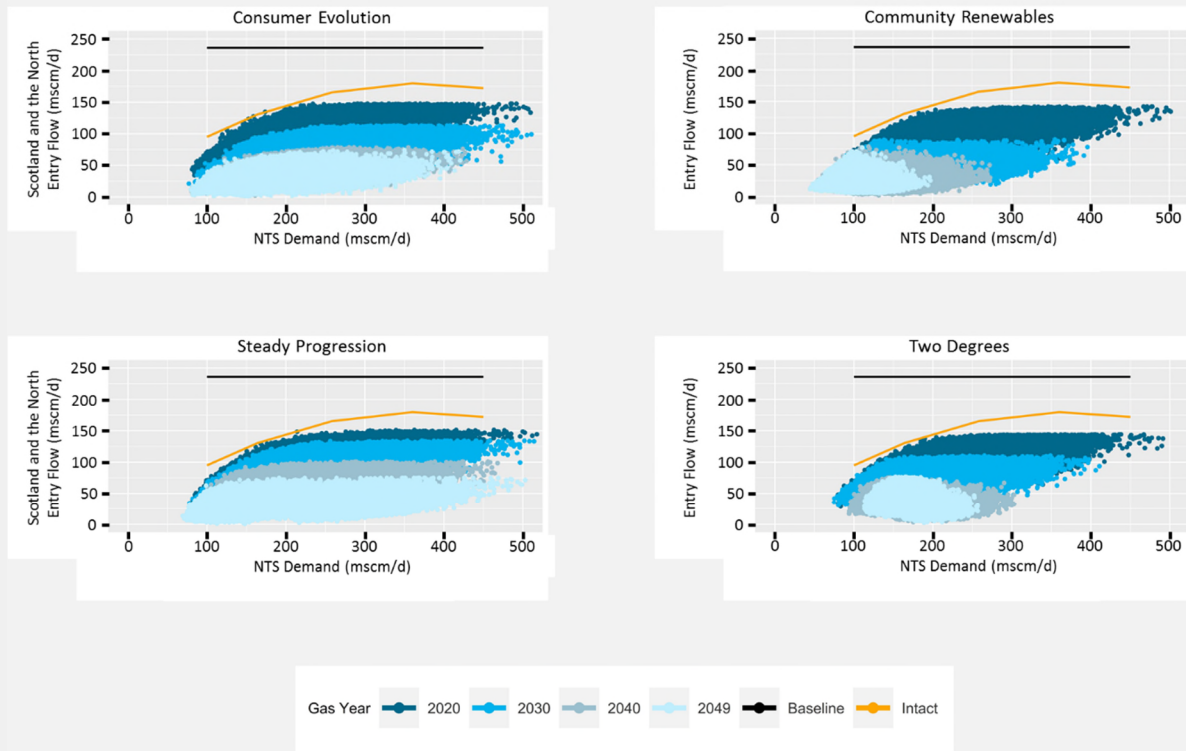 Consumer Evolution
Scotland and the North
Entry Flow (mscm/d)
250
200
150
100
50
0
0 100 200 300 400 500
NTS Demand (mscm/d)
Community Renewables
Entry Flow (mscm/d)
250
200
150
100
50
0
0 100 200 300 400 500
NTS Demand (mscm/d)
Steady Progression
Scotland and the North
Entry Flow (mscm/d)
250
200
150
100
50
0
0 100 200 300 400 500
NTS Demand (mscm/d)
Two Degrees
Entry Flow (mscm/d)
250
200
150
100
50
0
0 100 200 300 400 500
NTS Demand (mscm/d)
Gas Year 2020 2030 2040 2049 Baseline Intact